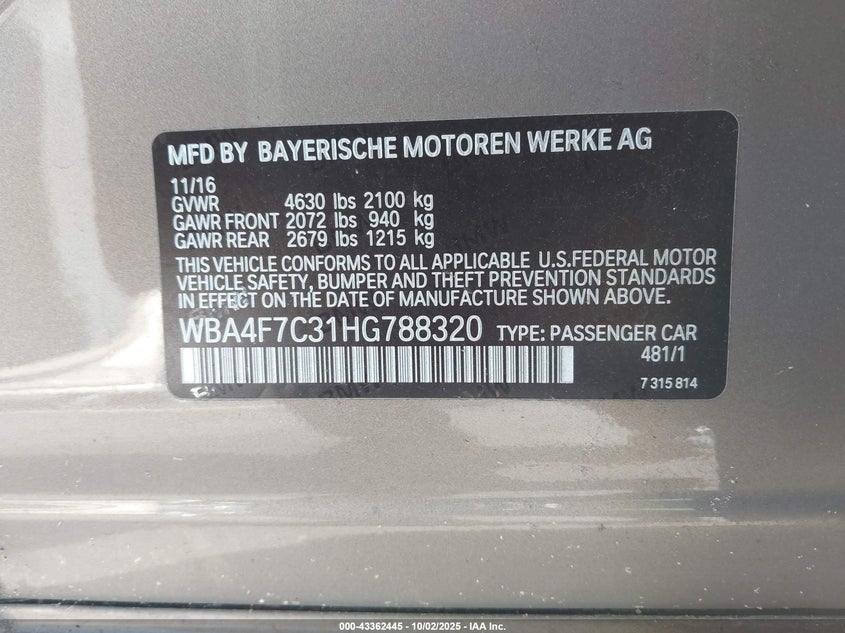 MFD BY BAYERISCHE MOTOREN WERKE AG
11/16
GVWR 4630 lbs 2100 kg
GAWR FRONT 2072 lbs 940 kg
GAWR REAR 2679 lbs 1215 kg
THIS VEHICLE CONFORMS TO ALL APPLICABLE U.S.FEDERAL MOTOR
VEHICLE SAFETY, BUMPER AND THEFT PREVENTION STANDARDS
IN EFFECT ON THE DATE OF MANUFACTURE SHOWN ABOVE.
WBA4F7C31HG788320 TYPE: PASSENGER CAR
481/1
7 315 814
000-43362445 - 10/02/2025 - IAA Inc.